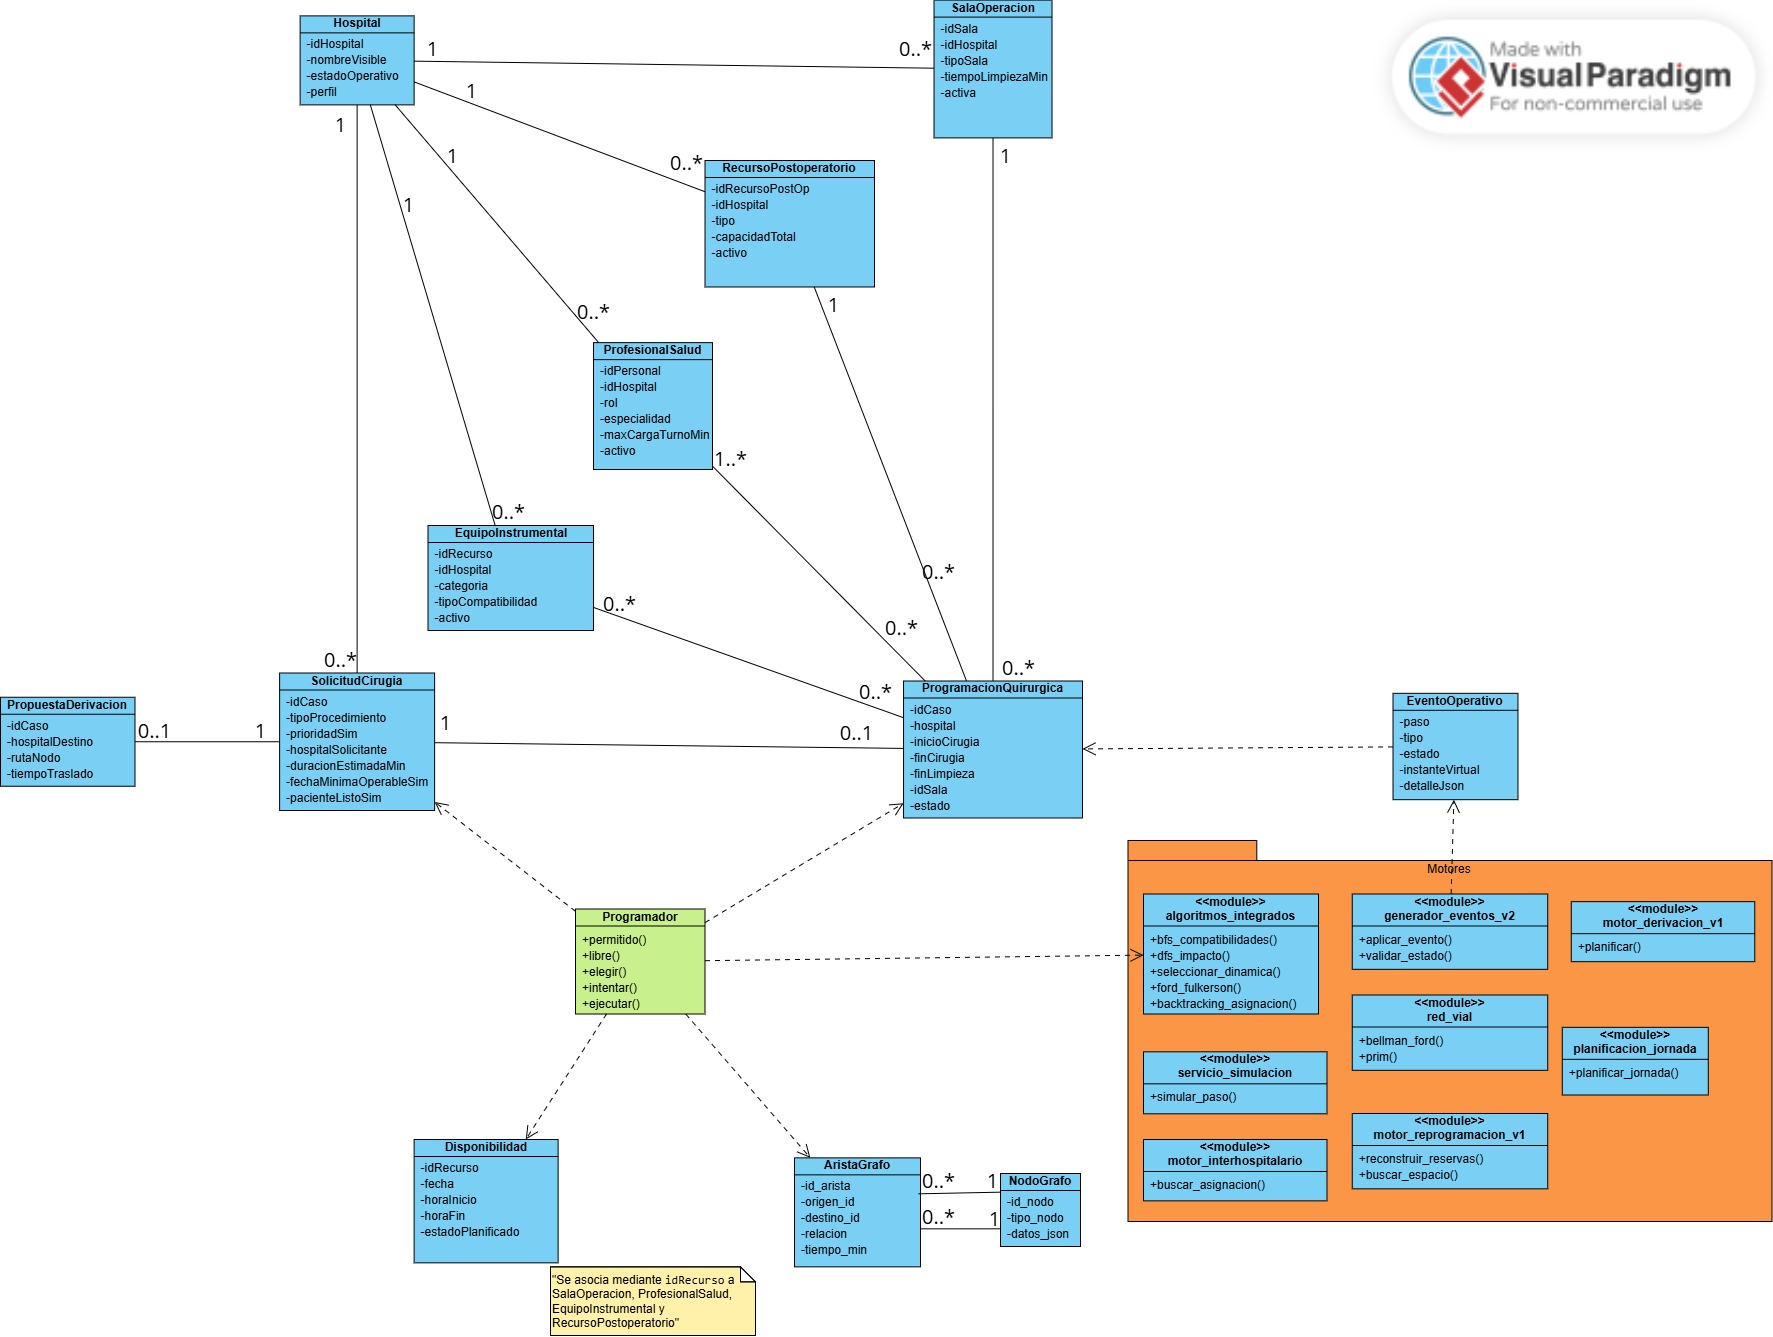 Hospital
-idHospital
-nombreVisible
-estadoOperativo
-perfil
1
1
1
1
1
0..*
SalaOperacion
-idSala
-idHospital
-tipoSala
-tiempoLimpiezaMin
-activa
1
Made with
Visual Paradigm
For non-commercial use
0..*
RecursoPostoperatorio
-idRecursoPostOp
-idHospital
-tipo
-capacidadTotal
-activo
1
0..*
ProfesionalSalud
-idPersonal
-idHospital
-rol
-especialidad
-maxCargaTurnoMin
-activo
1..*
0..*
EquipoInstrumental
-idRecurso
-idHospital
-categoria
-tipoCompatibilidad
-activo
0..*
0..*
0..*
0..*
0..*
0..*
PropuestaDerivacion
-idCaso
-hospitalDestino
-rutaNodo
-tiempoTraslado
0..1
1
SolicitudCirugia
-idCaso
-tipoProcedimiento
-prioridadSim
-hospitalSolicitante
-duracionEstimadaMin
-fechaMinimaOperableSim
-pacienteListoSim
1
0..1
ProgramacionQuirurgica
-idCaso
-hospital
-inicioCirugia
-finCirugia
-finLimpieza
-idSala
-estado
EventoOperativo
-paso
-tipo
-estado
-instanteVirtual
-detalleJson
Programador
+permitido()
+libre()
+elegir()
+intentar()
+ejecutar()
Motores
<<module>>
algoritmos_integrados
+bfs_compatibilidades()
+dfs_impacto()
+seleccionar_dinamica()
+ford_fulkerson()
+backtracking_asignacion()
<<module>>
generador_eventos_v2
+aplicar_evento()
+validar_estado()
<<module>>
motor_derivacion_v1
+planificar()
<<module>>
red_vial
+bellman_ford()
+prim()
<<module>>
planificacion_jornada
+planificar_jornada()
<<module>>
servicio_simulacion
+simular_paso()
<<module>>
motor_interhospitalario
+buscar_asignacion()
<<module>>
motor_reprogramacion_v1
+reconstruir_reservas()
+buscar_espacio()
Disponibilidad
-idRecurso
-fecha
-horaInicio
-horaFin
-estadoPlanificado
"Se asocia mediante idRecurso a
SalaOperacion, ProfesionalSalud,
EquipoInstrumental y
RecursoPostoperatorio"
AristaGrafo
-id_arista
-origen_id
-destino_id
-relacion
-tiempo_min
0..*
1
0..*
1
NodoGrafo
-id_nodo
-tipo_nodo
-datos_json